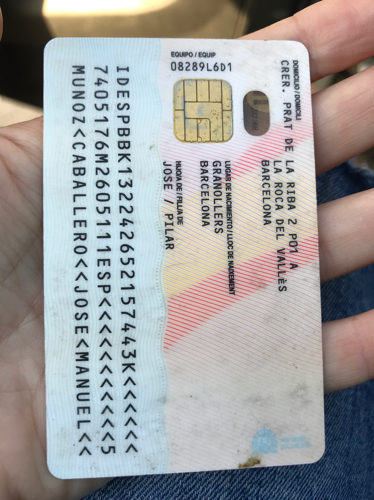 EQUIPO / EQUIP
08289L6D1
DOMICILIO / DOMICILI
CRER. PRAT DE LA RIBA 2 P01 A
LA ROCA DEL VALLÈS
BARCELONA
LUGAR DE NACIMIENTO / LLOC DE NAIXEMENT
GRANOLLERS
BARCELONA
HIJO/A DE / FILL/A DE
JOSE / PILAR
IDESPBBK132242652157443K<<<<<<
7405176M2605111ESP<<<<<<<<<<<5
MUNOZ<CABALLERO<<JOSE<MANUEL<<